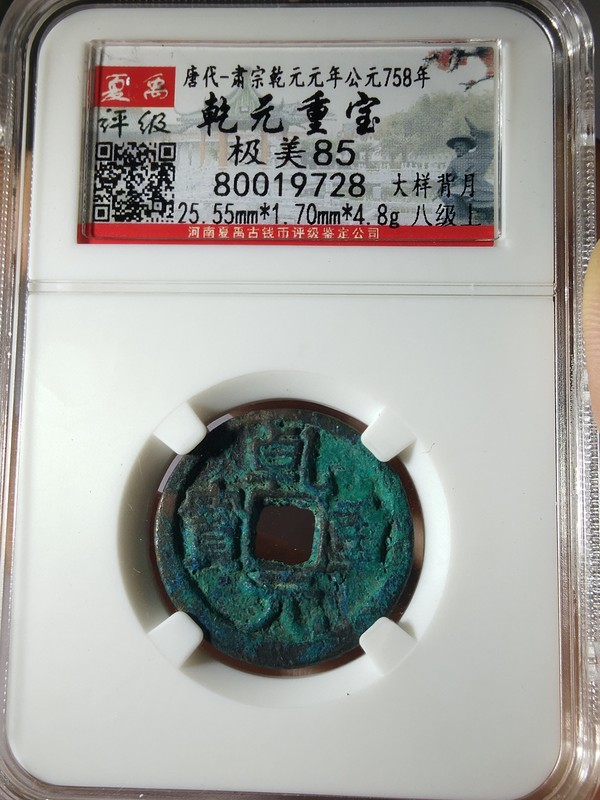 唐代-肃宗乾元元年公元758年
夏禹
评级
乾元重宝
极美85
80019728 大样背月
25.55mm*1.70mm*4.8g 八级上
河南夏禹古钱币评级鉴定公司
乾元重寶